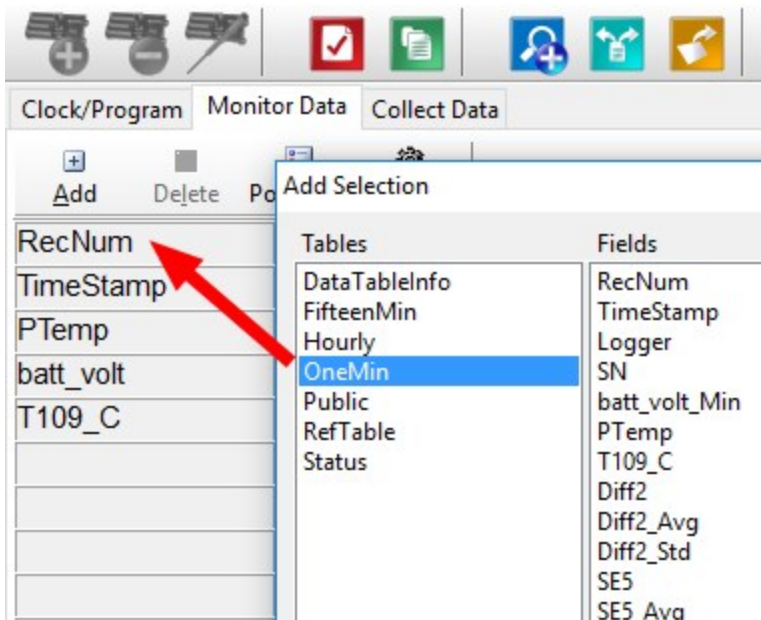 Clock/Program Monitor Data Collect Data
Add Delete Po
Add Selection
RecNum
TimeStamp
PTemp
batt_volt
T109_C
Tables
DataTableInfo
FifteenMin
Hourly
OneMin
Public
RefTable
Status
Fields
RecNum
TimeStamp
Logger
SN
batt_volt_Min
PTemp
T109_C
Diff2
Diff2_Avg
Diff2_Std
SE5
SE5_Avg